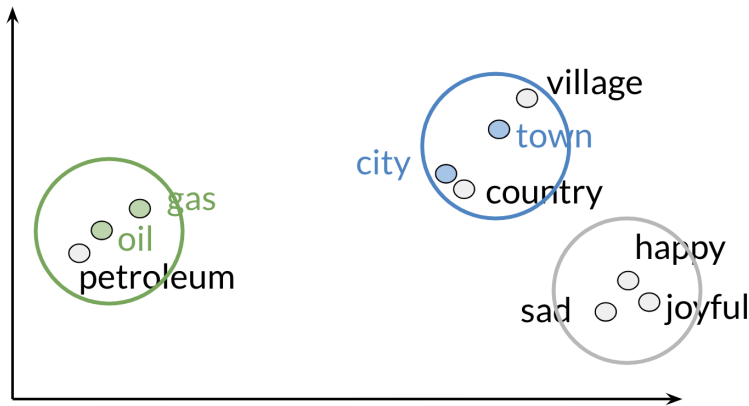 village
town
city
country
gas
oil
petroleum
happy
sad
joyful